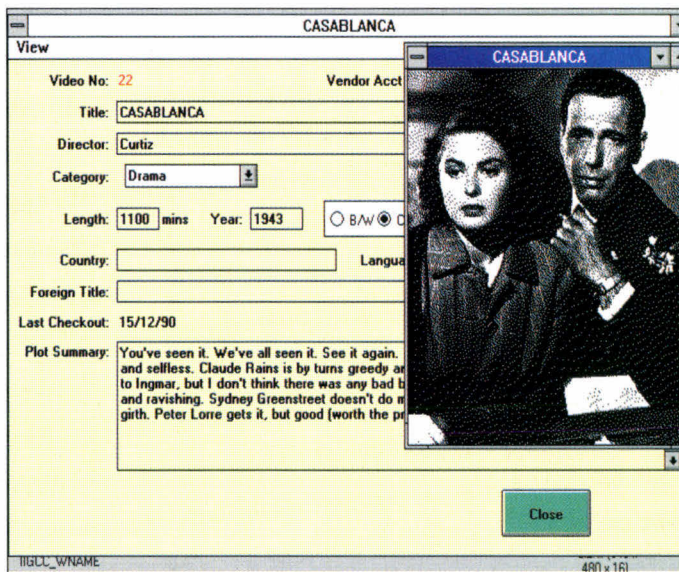 CASABLANCA
View
CASABLANCA
Video No: 22 Vendor Acct
Title: CASABLANCA
Director: Curtiz
Category: Drama
Length: 1100 mins Year: 1943 B/W
Country: Langua
Foreign Title:
Last Checkout: 15/12/90
Plot Summary: You've seen it. We've all seen it. See it again.
and selfless. Claude Rains is by turns greedy
to Ingmar, but I don't think there was any bad
and ravishing. Sydney Greenstreet doesn't do
girth. Peter Lorre gets it, but good (worth the
Close
IIGCC_WNAME
480 x 16)